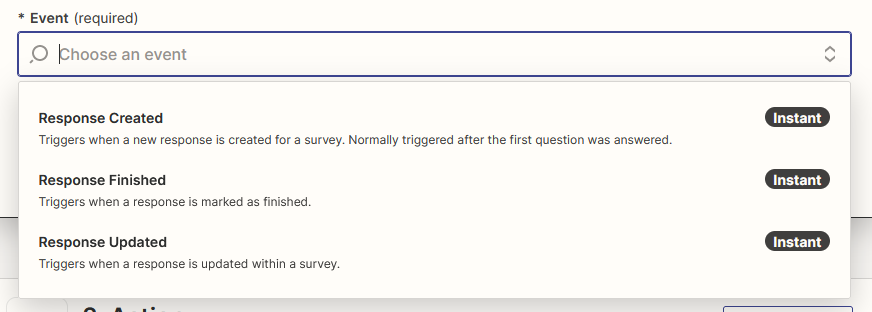 * Event (required)
Choose an event
Response Created
Instant
Triggers when a new response is created for a survey. Normally triggered after the first question was answered.
Response Finished
Instant
Triggers when a response is marked as finished.
Response Updated
Instant
Triggers when a response is updated within a survey.